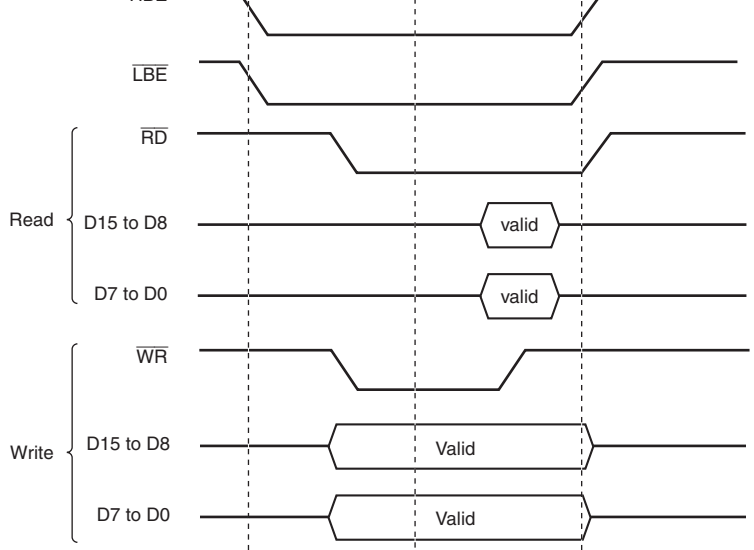 LBE
RD
Read
D15 to D8
valid
D7 to D0
valid
WR
Write
D15 to D8
Valid
D7 to D0
Valid